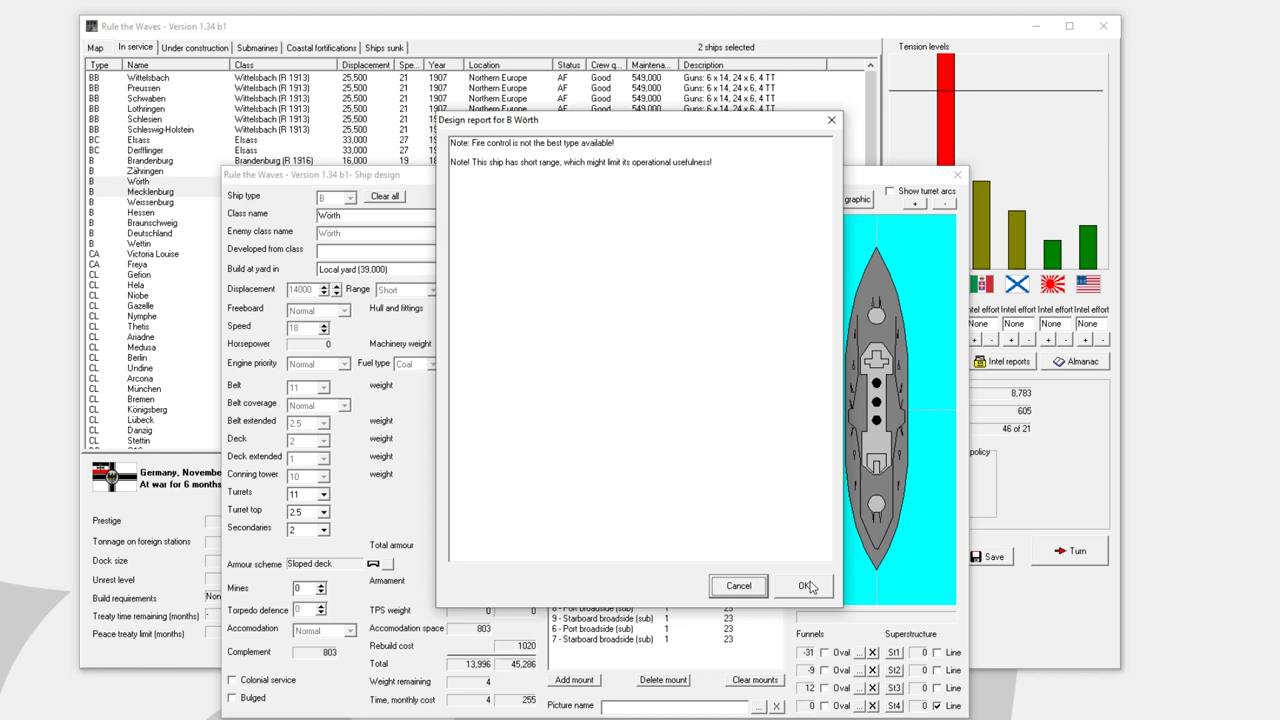 Rule the Waves - Version 1.34 b1
Map In service Under construction Submarines Coastal fortifications Ships sunk 2 ships selected Tension levels
Type Name Class Displacement Spe... Year Location Status Crew q... Maintena... Description
BB Wittelsbach Wittelsbach (R 1913) 25,500 21 1907 Northern Europe AF Good 549,000 Guns: 6 x 14, 24 x 6, 4 TT
BB Preussen Wittelsbach (R 1913) 25,500 21 1907 Northern Europe AF Good 549,000 Guns: 6 x 14, 24 x 6, 4 TT
BB Schwaben Wittelsbach (R 1913) 25,500 21 1907 Northern Europe AF Good 549,000 Guns: 6 x 14, 24 x 6, 4 TT
BB Lothringen Wittelsbach (R 1913) 25,500 21 1907 Northern Europe AF Good 549,000 Guns: 6 x 14, 24 x 6, 4 TT
BB Schlesien Wittelsbach (R 1913)
BB Schleswig-Holstein Wittelsbach (R 1913)
BC Elsass Elsass 33,000 27
BC Derfflinger Elsass 33,000 27
B Brandenburg Brandenburg (R 1916) 16,000 19
B Zähringen
B Wörth
B Mecklenburg
B Weissenburg
B Hessen
B Braunschweig
B Deutschland
B Wettin
CA Victoria Louise
CA Freya
CL Gefion
CL Hela
CL Niobe
CL Gazelle
CL Nymphe
CL Thetis
CL Ariadne
CL Medusa
CL Berlin
CL Undine
CL Arcona
CL München
CL Bremen
CL Königsberg
CL Lübeck
CL Danzig
CL Stettin
Germany, November
At war for 6 months
Prestige
Tonnage on foreign stations
Dock size
Unrest level
Build requirements Non
Treaty time remaining (months)
Peace treaty limit (months)
Rule the Waves - Version 1.34 b1- Ship design
Ship type B Clear all
Class name Wörth
Enemy class name Wörth
Developed from class
Build at yard in Local yard (39,000)
Displacement 14000 Range Short
Freeboard Normal Hull and fittings
Speed 18
Horsepower 0 Machinery weight
Engine priority Normal Fuel type Coal
Belt 11 weight
Belt coverage Normal
Belt extended 2.5 weight
Deck 2 weight
Deck extended 1 weight
Conning tower 10 weight
Turrets 11
Turret top 2.5
Secondaries 2
Total armour
Armour scheme Sloped deck ...
Mines 0 Armament
Torpedo defence 0 TPS weight 0 0
Accomodation Normal Accomodation space 803
Complement 803 Rebuild cost 1020
Total 13,996 45,286
Colonial service Weight remaining 4
Bulged Time, monthly cost 4 255
Design report for B Wörth
Note: Fire control is not the best type available!
Note! This ship has short range, which might limit its operational usefulness!
Cancel OK
9 - Starboard broadside (sub) 1 23
6 - Port broadside (sub) 1 23
7 - Starboard broadside (sub) 1 23
Add mount Delete mount Clear mounts
Picture name ... X
graphic Show turret arcs
+ -
Funnels Superstructure
-31 Oval ... X St1 0 Line
-9 Oval ... X St2 0 Line
12 Oval ... X St3 0 Line
0 Oval ... X St4 0 Line
Intel effort Intel effort Intel effort
None None None None
+ - + - + - + -
Intel reports Almanac
8,783
605
46 of 21
policy
Save Turn